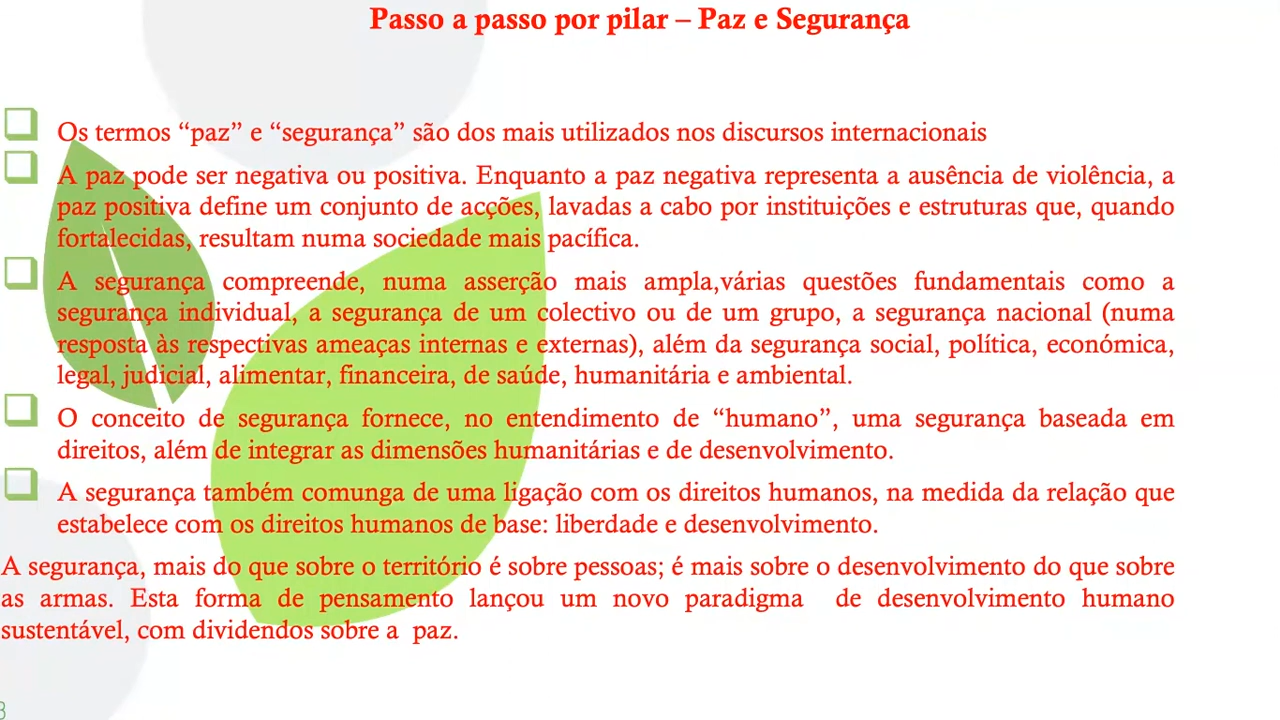 Passo a passo por pilar – Paz e Segurança
Os termos “paz” e “segurança” são dos mais utilizados nos discursos internacionais
A paz pode ser negativa ou positiva. Enquanto a paz negativa representa a ausência de violência, a
paz positiva define um conjunto de acções, lavadas a cabo por instituições e estruturas que, quando
fortalecidas, resultam numa sociedade mais pacífica.
A segurança compreende, numa asserção mais ampla,várias questões fundamentais como a
segurança individual, a segurança de um colectivo ou de um grupo, a segurança nacional (numa
resposta às respectivas ameaças internas e externas), além da segurança social, política, económica,
legal, judicial, alimentar, financeira, de saúde, humanitária e ambiental.
O conceito de segurança fornece, no entendimento de “humano”, uma segurança baseada em
direitos, além de integrar as dimensões humanitárias e de desenvolvimento.
A segurança também comunga de uma ligação com os direitos humanos, na medida da relação que
estabelece com os direitos humanos de base: liberdade e desenvolvimento.
A segurança, mais do que sobre o território é sobre pessoas; é mais sobre o desenvolvimento do que sobre
as armas. Esta forma de pensamento lançou um novo paradigma de desenvolvimento humano
sustentável, com dividendos sobre a paz.